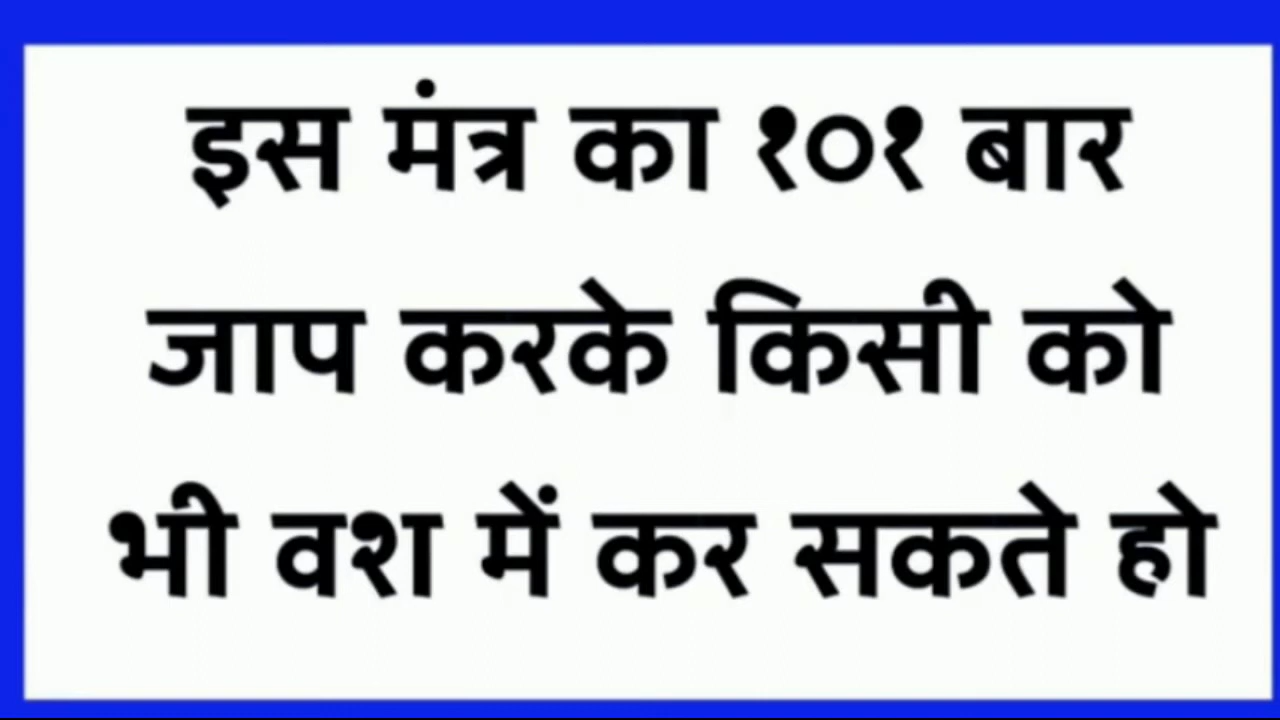 इस मंत्र का १०१ बार
जाप करके किसी को
भी वश में कर सकते हो